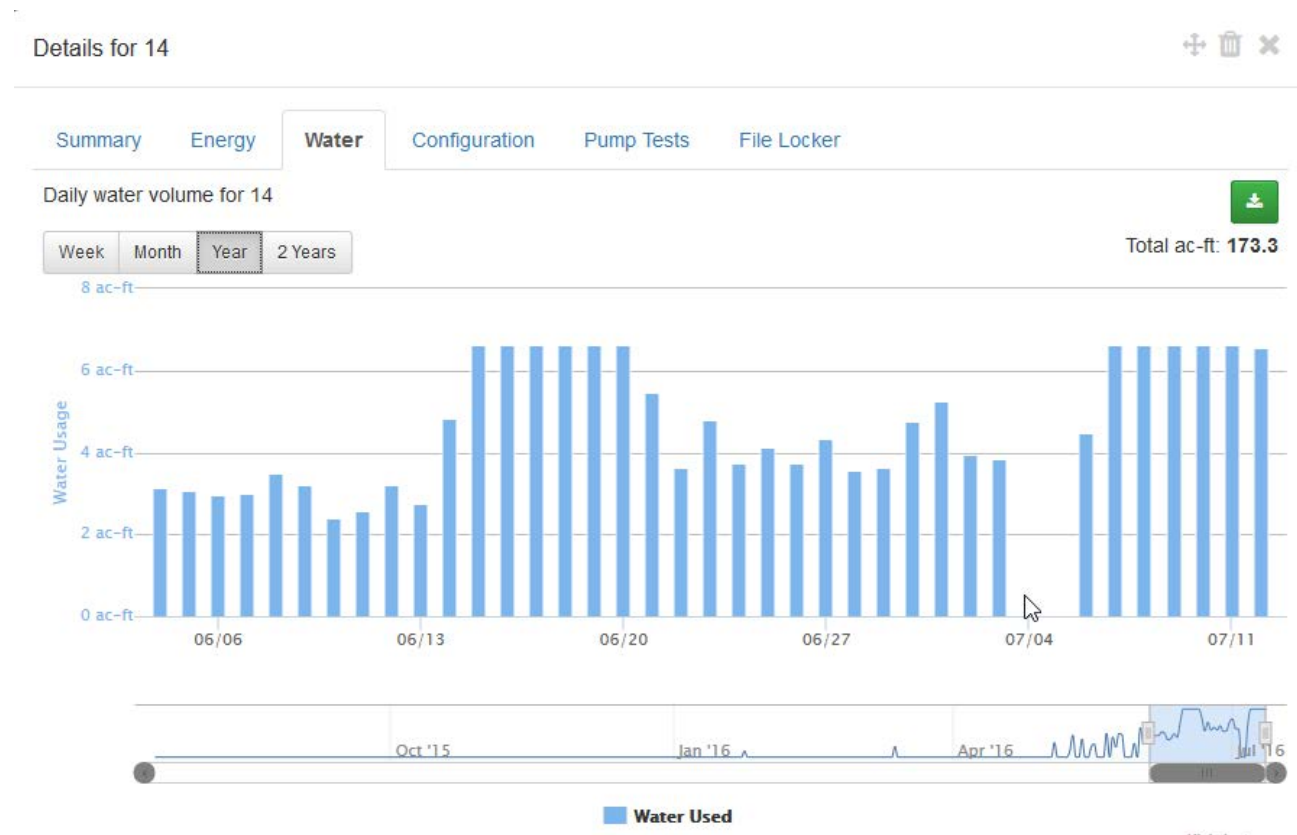 Details for 14
Summary Energy Water Configuration Pump Tests File Locker
Daily water volume for 14
Week Month Year 2 Years
Total ac-ft: 173.3
8 ac-ft
6 ac-ft
4 ac-ft
2 ac-ft
0 ac-ft
Water Usage
06/06 06/13 06/20 06/27 07/04 07/11
Oct '15 Jan '16 Apr '16 Jul '16
Water Used